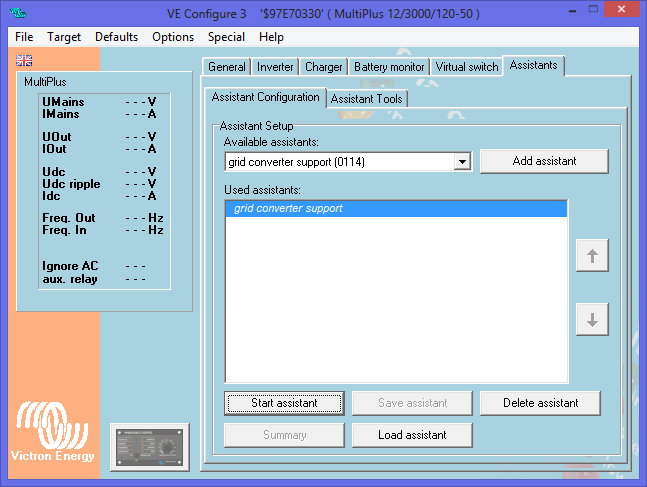 VE Configure 3 '$97E70330' ( MultiPlus 12/3000/120-50 )
File Target Defaults Options Special Help
General Inverter Charger Battery monitor Virtual switch Assistants
MultiPlus
UMains - - - V
IMains - - - A
UOut - - - V
IOut - - - A
Udc - - - V
Udc ripple - - - V
Idc - - - A
Freq. Out - - - Hz
Freq. In - - - Hz
Ignore AC - - -
aux. relay - - -
Assistant Configuration Assistant Tools
Assistant Setup
Available assistants:
grid converter support (0114) Add assistant
Used assistants:
grid converter support
Start assistant Save assistant Delete assistant
Summary Load assistant
Victron Energy